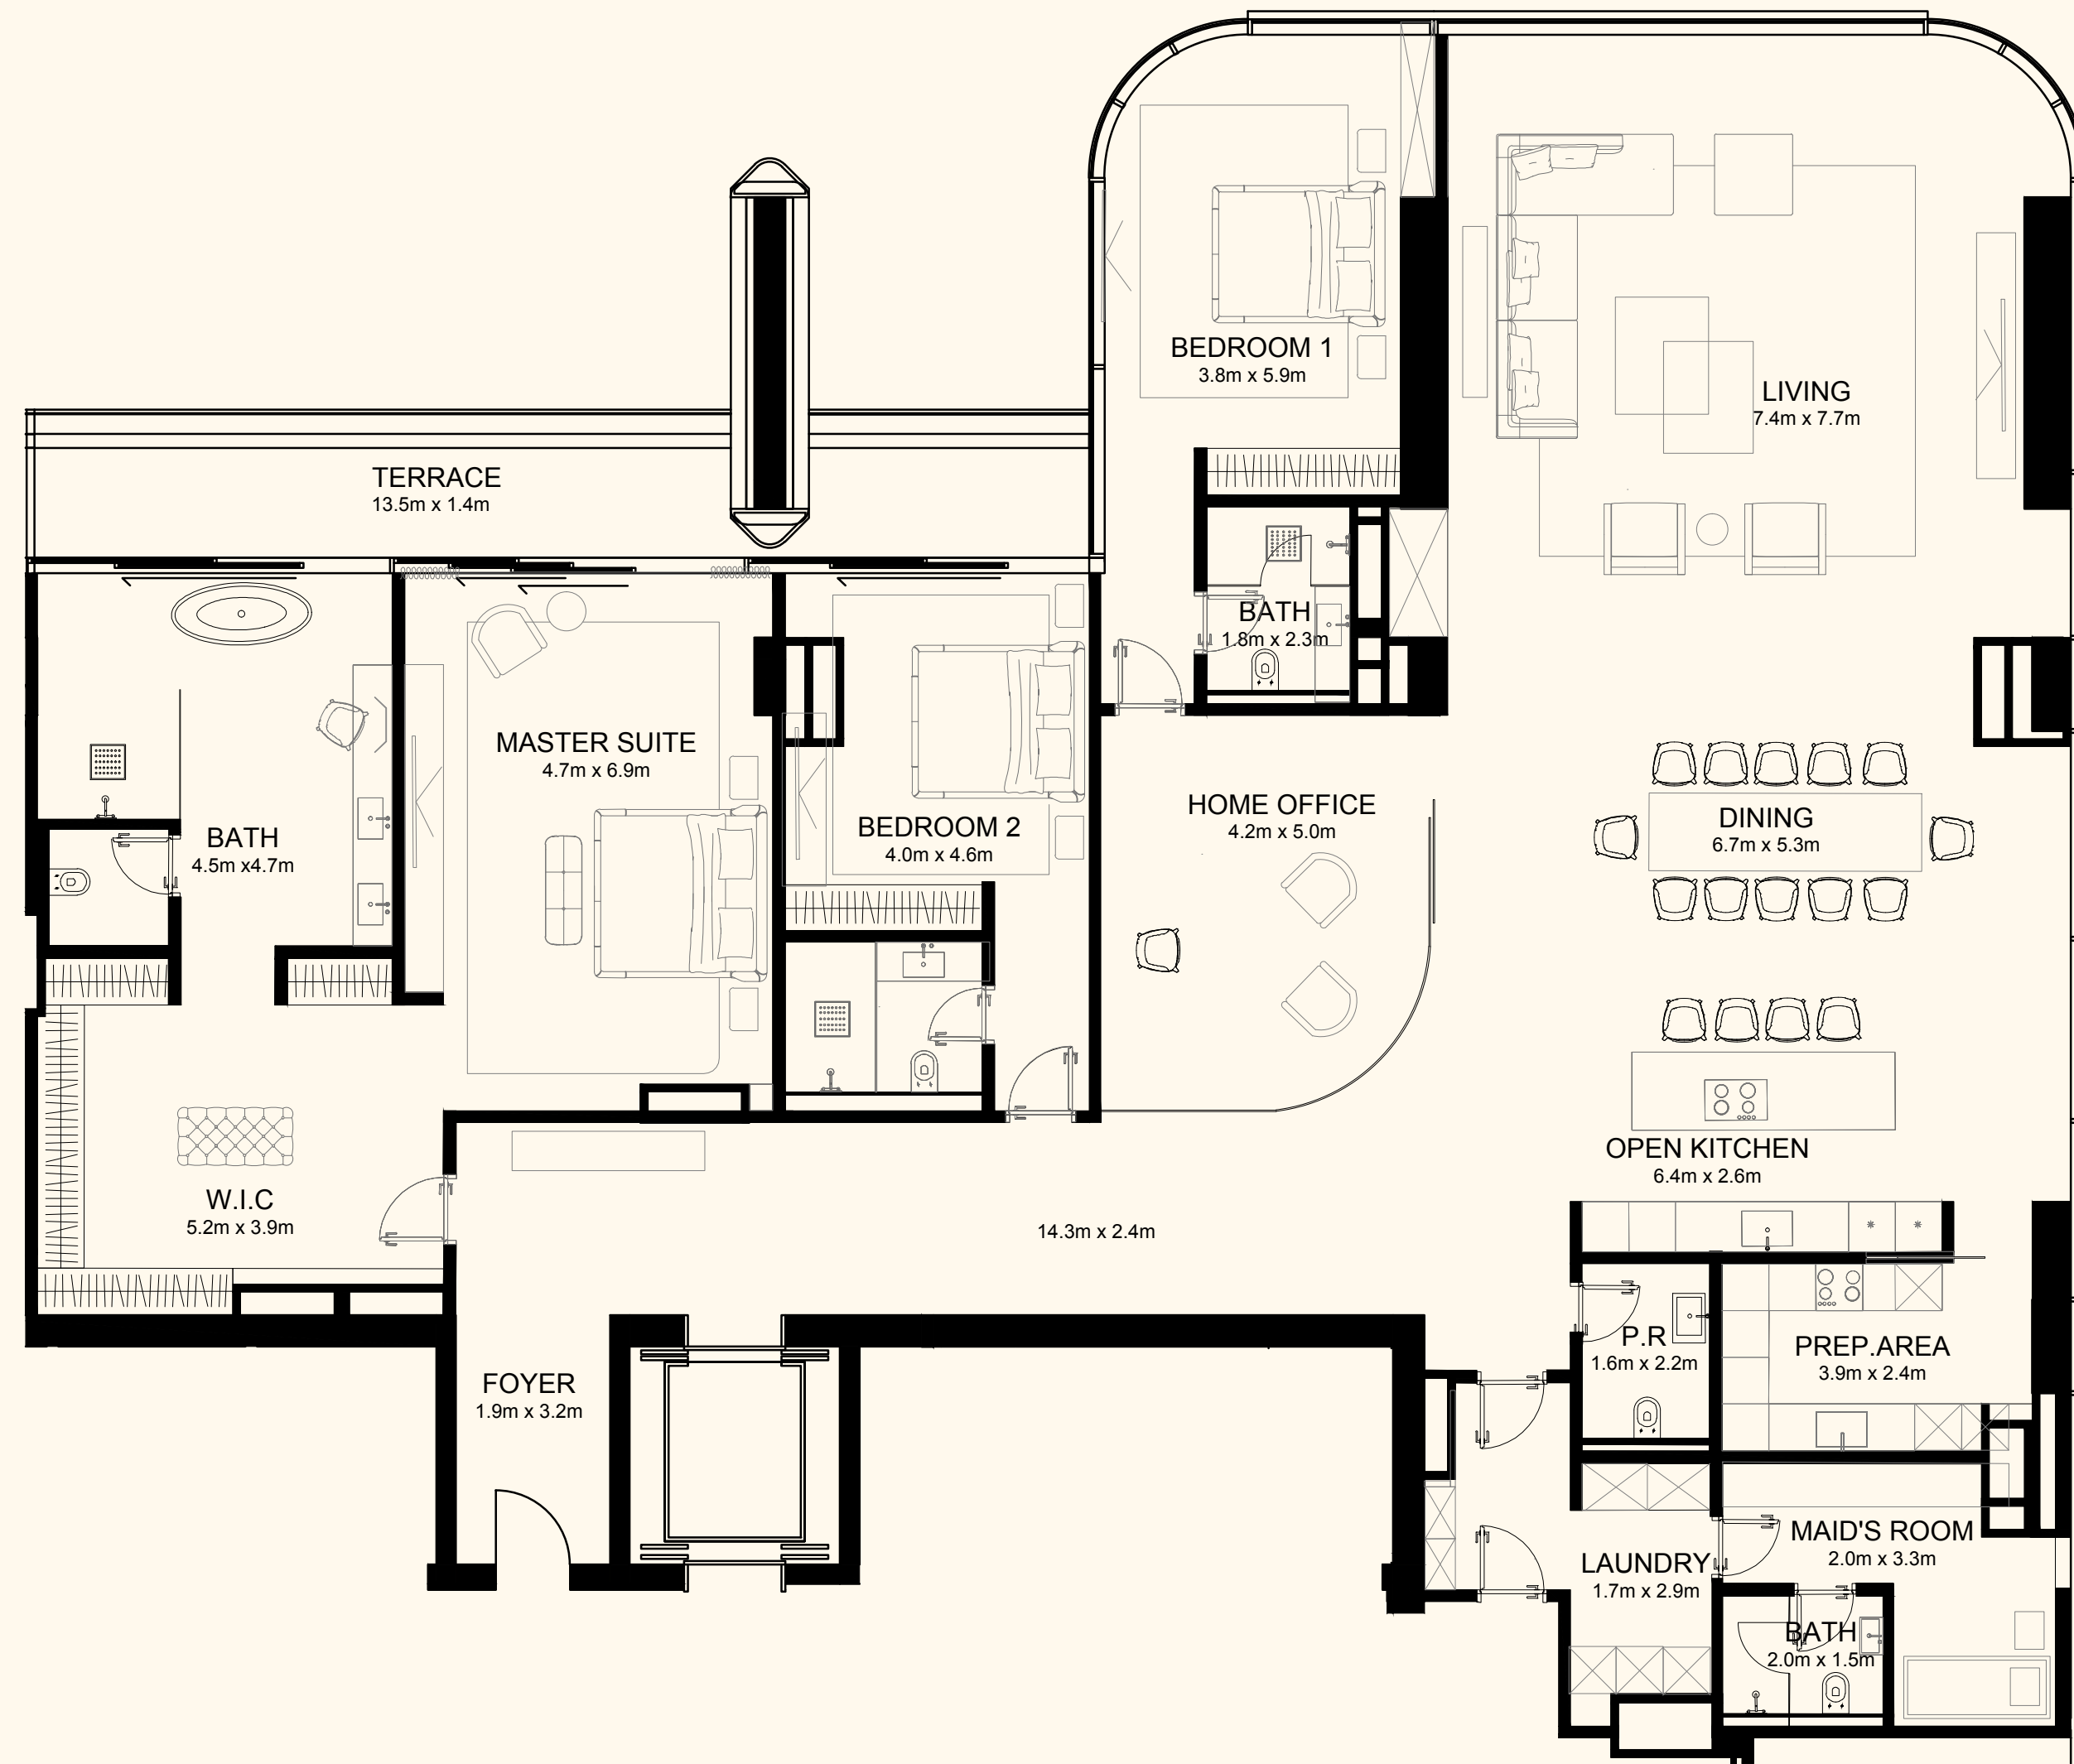 BEDROOM 1
3.8m x 5.9m
LIVING
7.4m x 7.7m
TERRACE
13.5m x 1.4m
BATH
1.8m x 2.3m
MASTER SUITE
4.7m x 6.9m
BEDROOM 2
4.0m x 4.6m
HOME OFFICE
4.2m x 5.0m
DINING
6.7m x 5.3m
BATH
4.5m x4.7m
OPEN KITCHEN
6.4m x 2.6m
W.I.C
5.2m x 3.9m
14.3m x 2.4m
P.R
1.6m x 2.2m
PREP.AREA
3.9m x 2.4m
FOYER
1.9m x 3.2m
MAID'S ROOM
2.0m x 3.3m
LAUNDRY
1.7m x 2.9m
BATH
2.0m x 1.5m